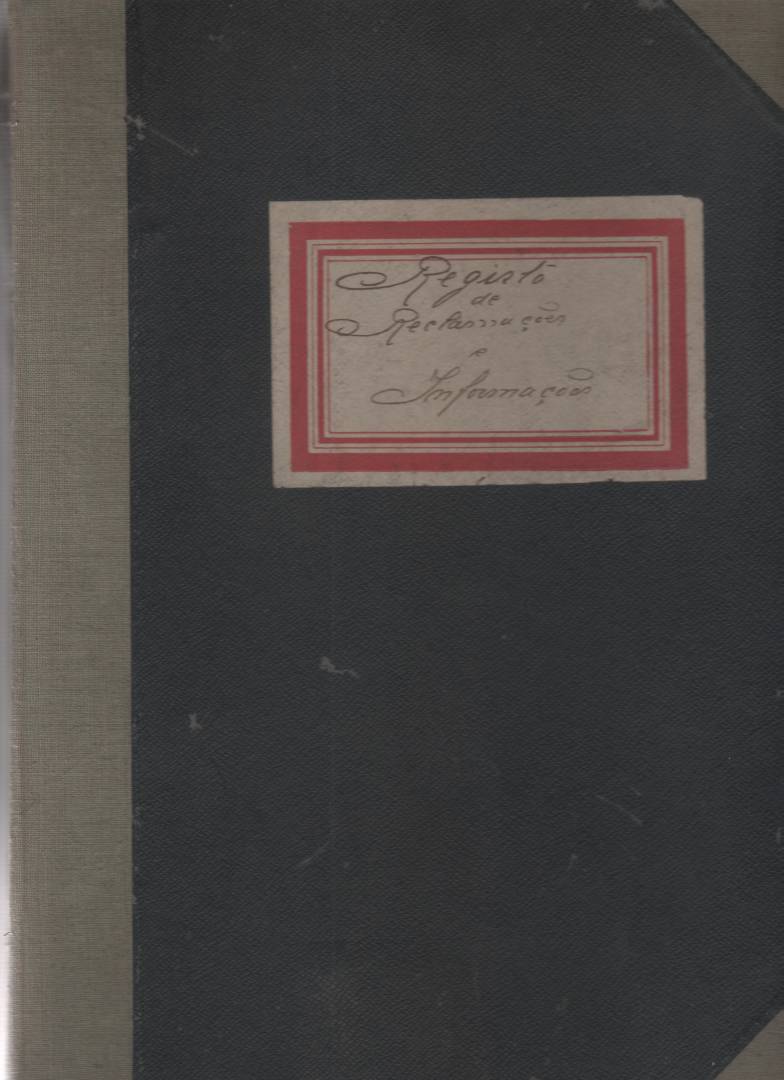 Registo
de
Reclamações
e
Informações